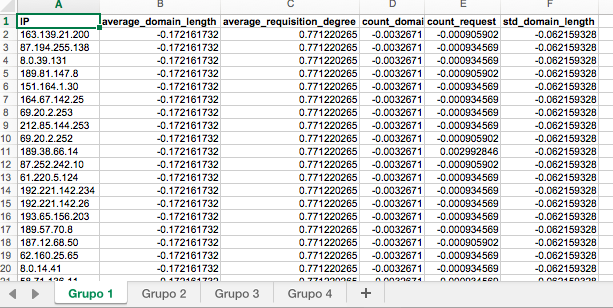 A B C D E F
1 IP average_domain_length average_requisition_degree count_domai count_request std_domain_length
2 163.139.21.200 -0.172161732 0.771220265 -0.0032671 -0.000905902 -0.062159328
3 87.194.255.138 -0.172161732 0.771220265 -0.0032671 -0.000934569 -0.062159328
4 8.0.39.131 -0.172161732 0.771220265 -0.0032671 -0.000934569 -0.062159328
5 189.81.147.8 -0.172161732 0.771220265 -0.0032671 -0.000905902 -0.062159328
6 151.164.1.30 -0.172161732 0.771220265 -0.0032671 -0.000934569 -0.062159328
7 164.67.142.25 -0.172161732 0.771220265 -0.0032671 -0.000934569 -0.062159328
8 69.20.2.253 -0.172161732 0.771220265 -0.0032671 -0.000934569 -0.062159328
9 212.85.144.253 -0.172161732 0.771220265 -0.0032671 -0.000934569 -0.062159328
10 69.20.2.252 -0.172161732 0.771220265 -0.0032671 -0.000934569 -0.062159328
11 189.38.66.14 -0.172161732 0.771220265 -0.0032671 0.002992846 -0.062159328
12 87.252.242.10 -0.172161732 0.771220265 -0.0032671 -0.000905902 -0.062159328
13 61.220.5.124 -0.172161732 0.771220265 -0.0032671 -0.000934569 -0.062159328
14 192.221.142.234 -0.172161732 0.771220265 -0.0032671 -0.000934569 -0.062159328
15 192.221.142.26 -0.172161732 0.771220265 -0.0032671 -0.000934569 -0.062159328
16 193.65.156.203 -0.172161732 0.771220265 -0.0032671 -0.000934569 -0.062159328
17 189.57.70.8 -0.172161732 0.771220265 -0.0032671 -0.000934569 -0.062159328
18 187.12.68.50 -0.172161732 0.771220265 -0.0032671 -0.000905902 -0.062159328
19 62.160.25.65 -0.172161732 0.771220265 -0.0032671 -0.000934569 -0.062159328
20 8.0.14.41 -0.172161732 0.771220265 -0.0032671 -0.000934569 -0.062159328
Grupo 1 Grupo 2 Grupo 3 Grupo 4 +